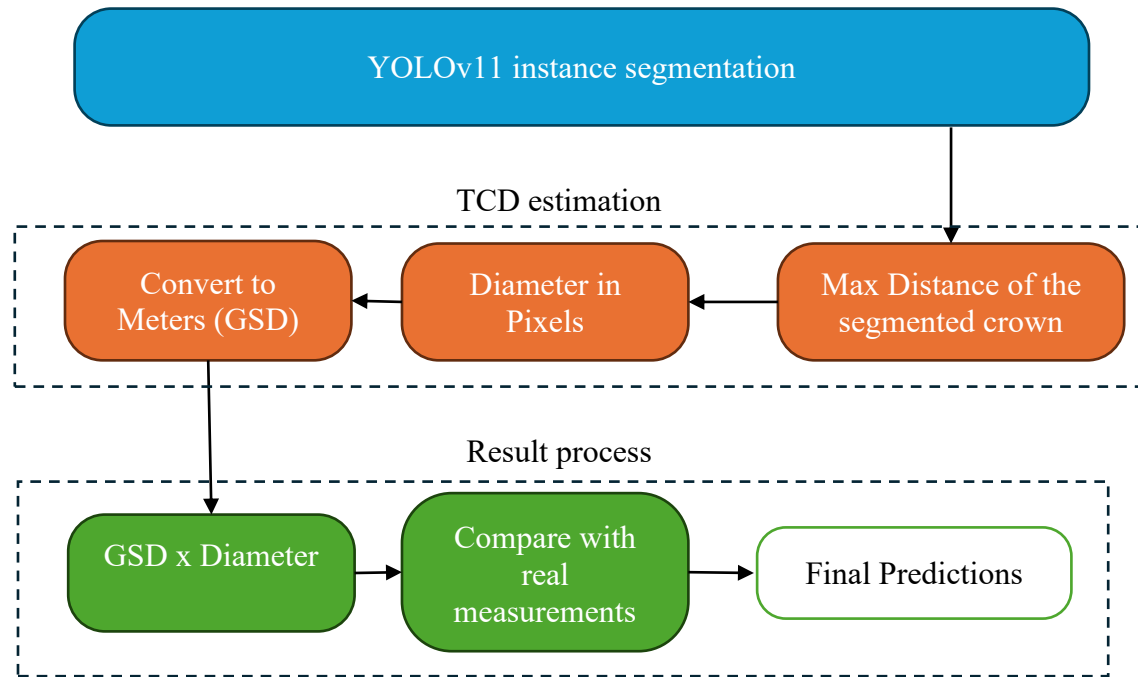 YOLOv11 instance segmentation
TCD estimation
Convert to
Meters (GSD)
Diameter in
Pixels
Max Distance of the
segmented crown
Result process
GSD x Diameter
Compare with
real
measurements
Final Predictions